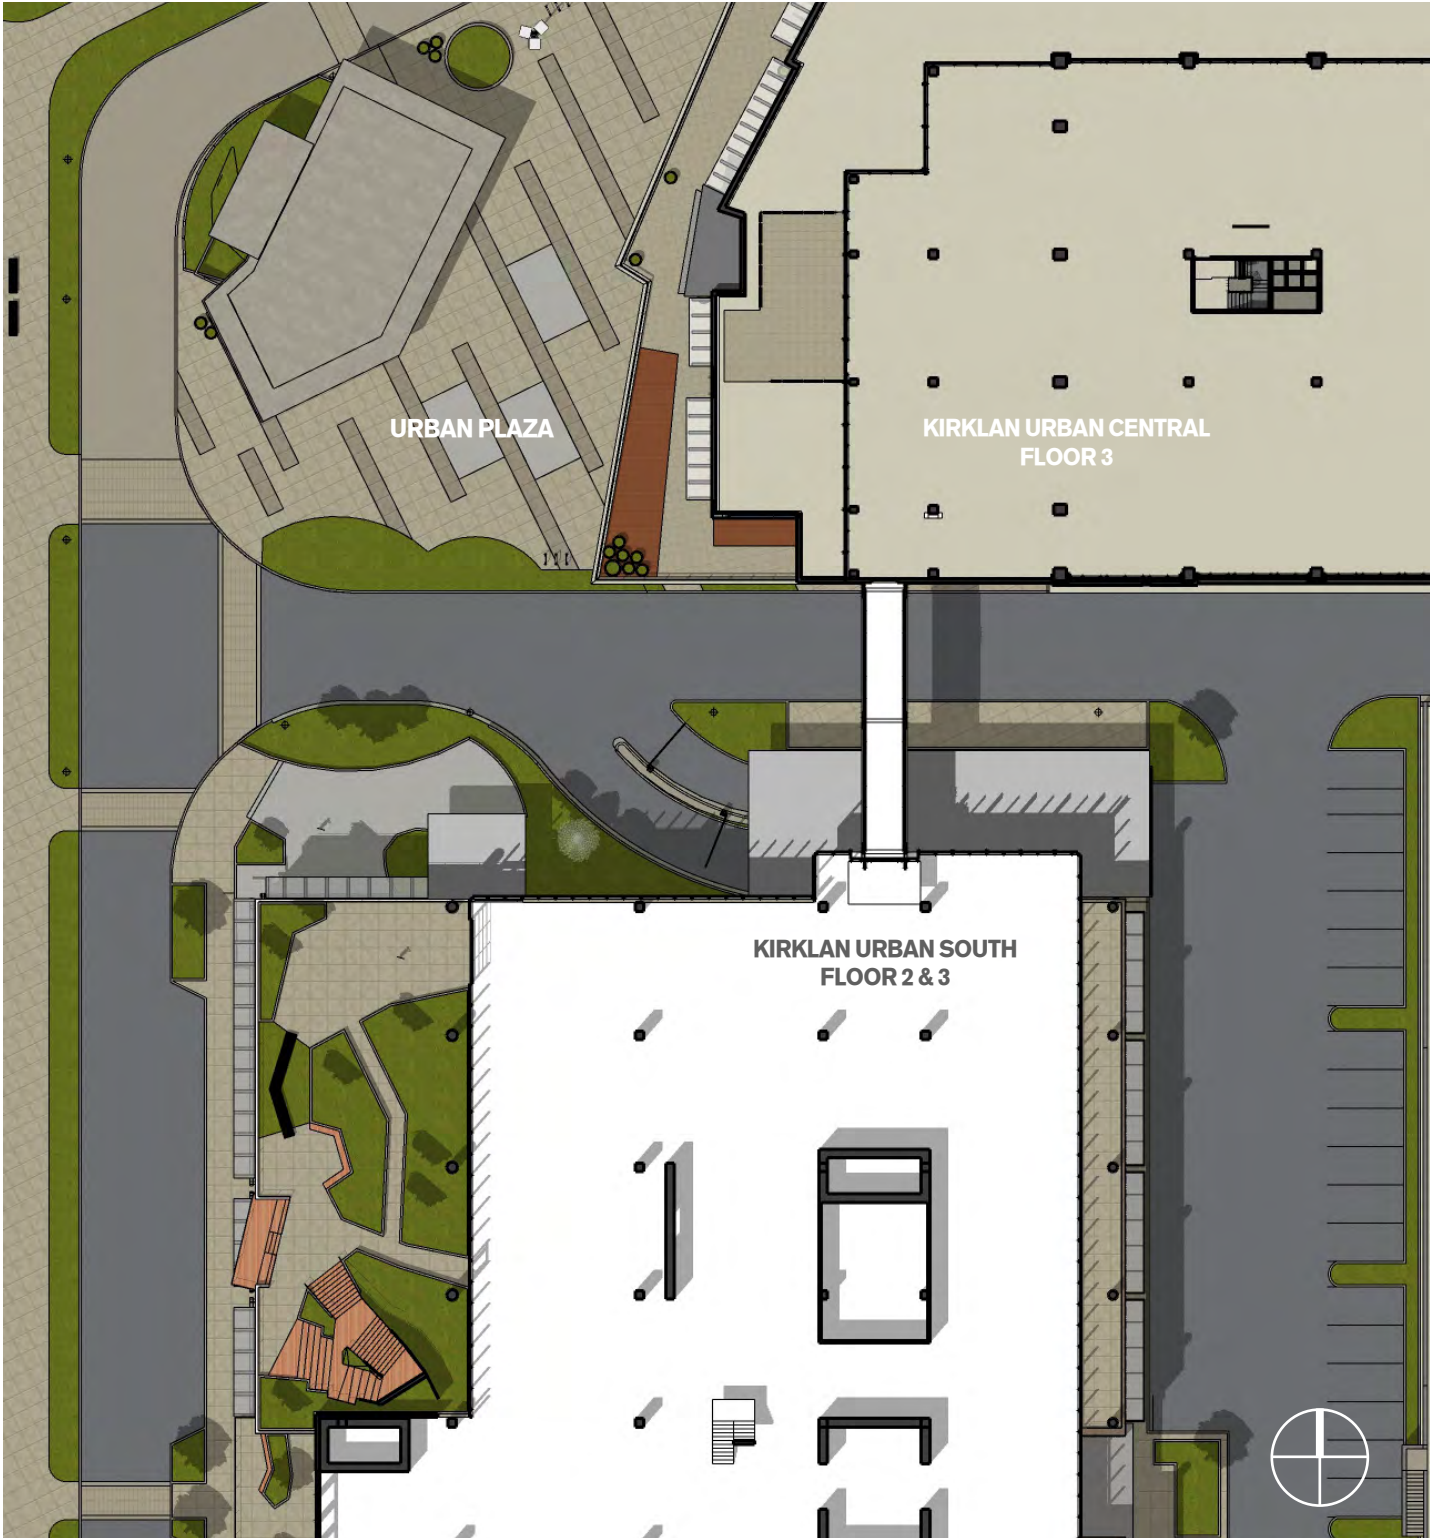 URBAN PLAZA
KIRKLAN URBAN CENTRAL
FLOOR 3
KIRKLAN URBAN SOUTH
FLOOR 2 & 3